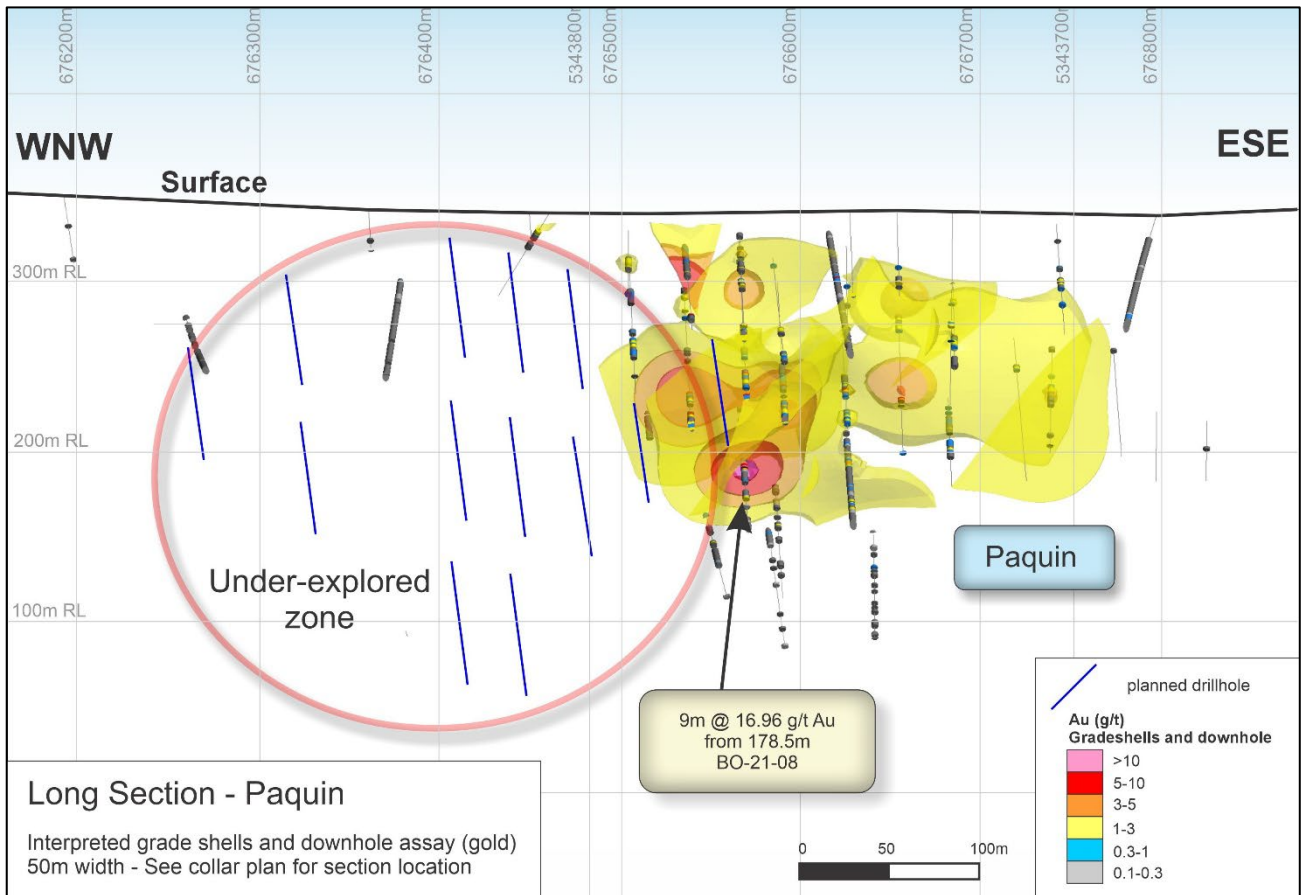 676200m
676300m
676400m
5343800m
676500m
676600m
676700m
5343700m
676800m
WNW
ESE
Surface
300m RL
200m RL
100m RL
Under-explored
zone
Paquin
9m @ 16.96 g/t Au
from 178.5m
BO-21-08
planned drillhole
Au (g/t)
Gradeshells and downhole
>10
5-10
3-5
1-3
0.3-1
0.1-0.3
Long Section - Paquin
Interpreted grade shells and downhole assay (gold)
50m width - See collar plan for section location
0 50 100m